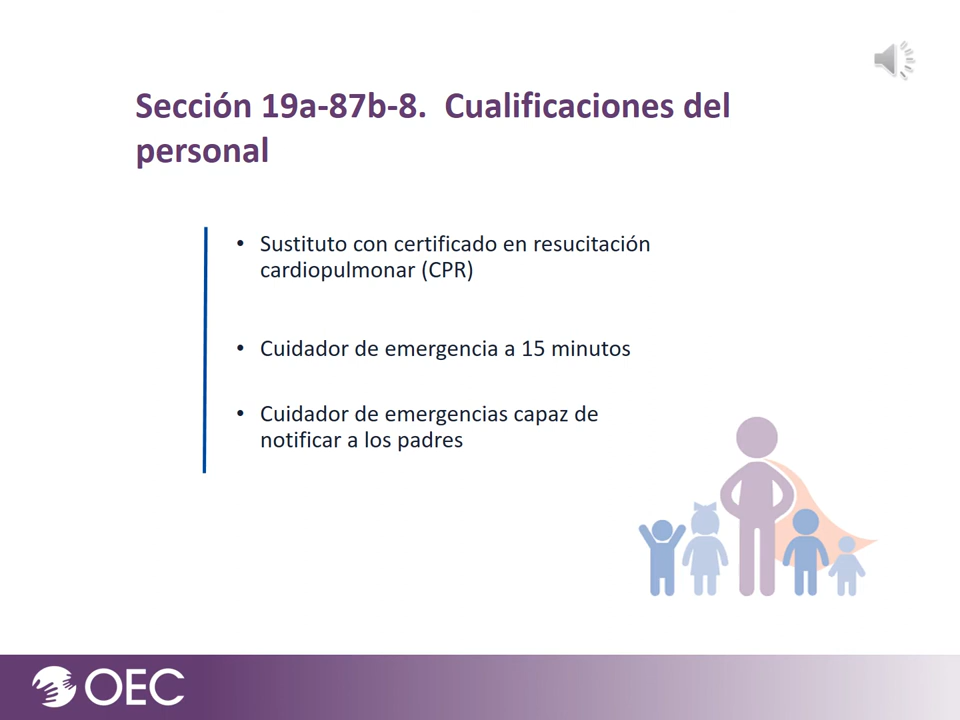 Sección 19a-87b-8. Cualificaciones del
personal
• Sustituto con certificado en resucitación
cardiopulmonar (CPR)
• Cuidador de emergencia a 15 minutos
• Cuidador de emergencias capaz de
notificar a los padres
OEC